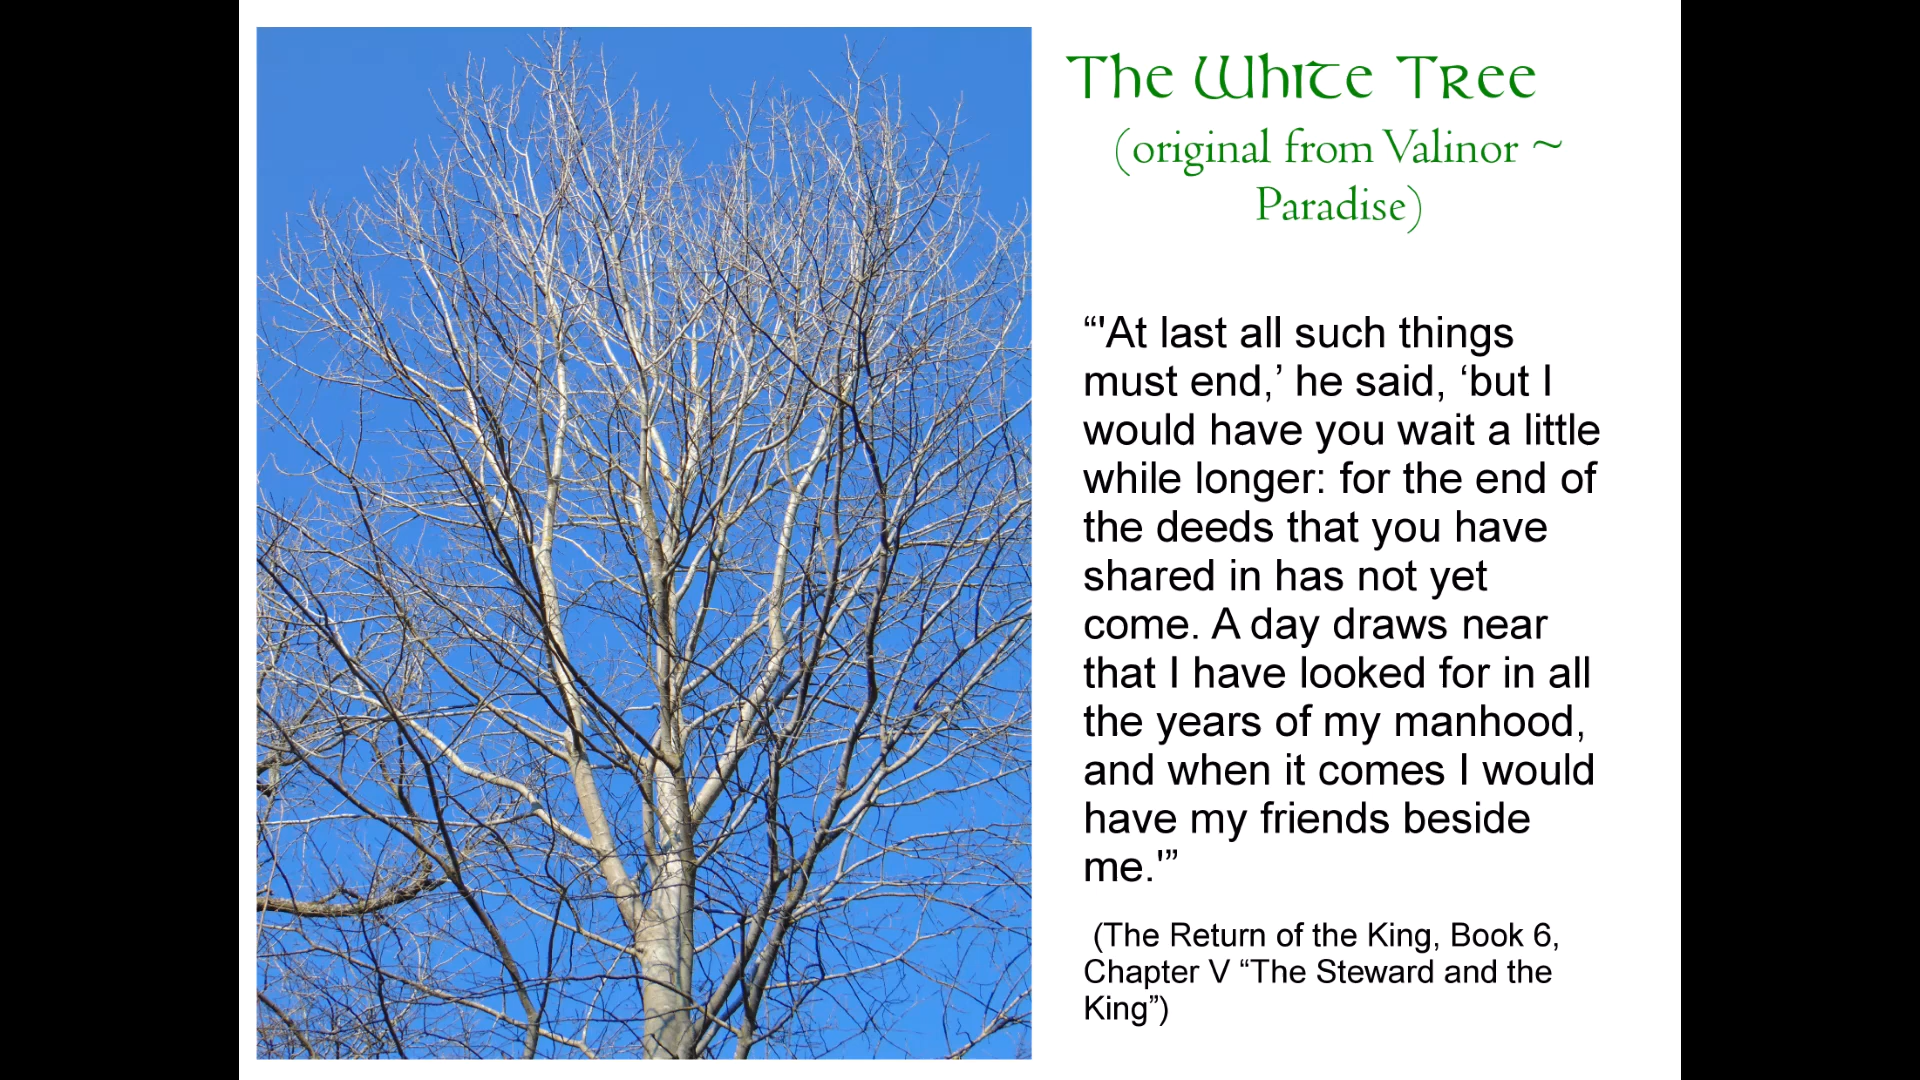 The White Tree
(original from Valinor ~
Paradise)
“'At last all such things
must end,’ he said, ‘but I
would have you wait a little
while longer: for the end of
the deeds that you have
shared in has not yet
come. A day draws near
that I have looked for in all
the years of my manhood,
and when it comes I would
have my friends beside
me.'”
(The Return of the King, Book 6,
Chapter V “The Steward and the
King”)